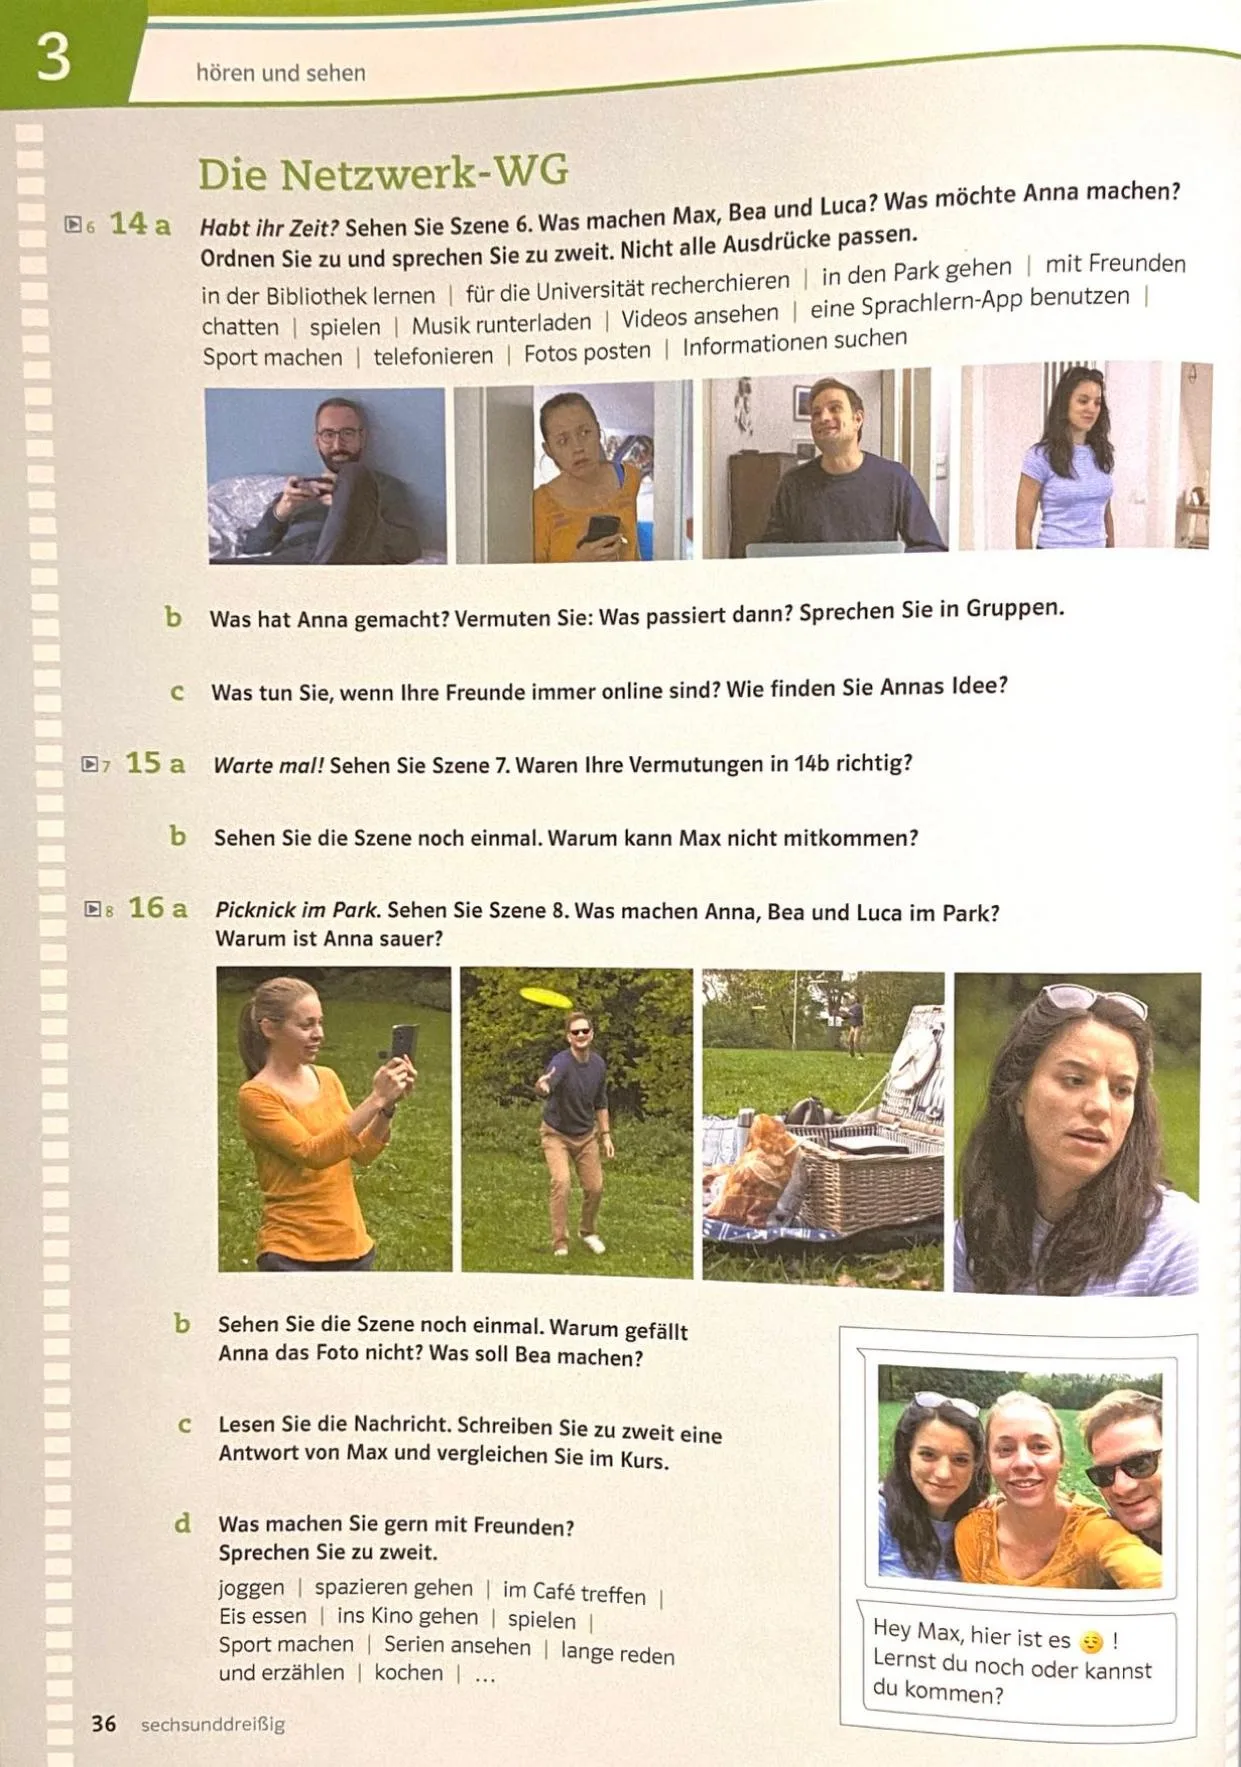 3
hören und sehen
Die Netzwerk-WG
6 14 a Habt ihr Zeit? Sehen Sie Szene 6. Was machen Max, Bea und Luca? Was möchte Anna machen?
Ordnen Sie zu und sprechen Sie zu zweit. Nicht alle Ausdrücke passen.
in der Bibliothek lernen | für die Universität recherchieren | in den Park gehen | mit Freunden
chatten | spielen | Musik runterladen | Videos ansehen | eine Sprachlern-App benutzen |
Sport machen | telefonieren | Fotos posten | Informationen suchen
b Was hat Anna gemacht? Vermuten Sie: Was passiert dann? Sprechen Sie in Gruppen.
c Was tun Sie, wenn Ihre Freunde immer online sind? Wie finden Sie Annas Idee?
7 15 a Warte mal! Sehen Sie Szene 7. Waren Ihre Vermutungen in 14b richtig?
b Sehen Sie die Szene noch einmal. Warum kann Max nicht mitkommen?
8 16 a Picknick im Park. Sehen Sie Szene 8. Was machen Anna, Bea und Luca im Park?
Warum ist Anna sauer?
b Sehen Sie die Szene noch einmal. Warum gefällt
Anna das Foto nicht? Was soll Bea machen?
c Lesen Sie die Nachricht. Schreiben Sie zu zweit eine
Antwort von Max und vergleichen Sie im Kurs.
d Was machen Sie gern mit Freunden?
Sprechen Sie zu zweit.
joggen | spazieren gehen | im Café treffen |
Eis essen | ins Kino gehen | spielen |
Sport machen | Serien ansehen | lange reden
und erzählen | kochen | ...
Hey Max, hier ist es 😌 !
Lernst du noch oder kannst
du kommen?
36 sechsunddreißig